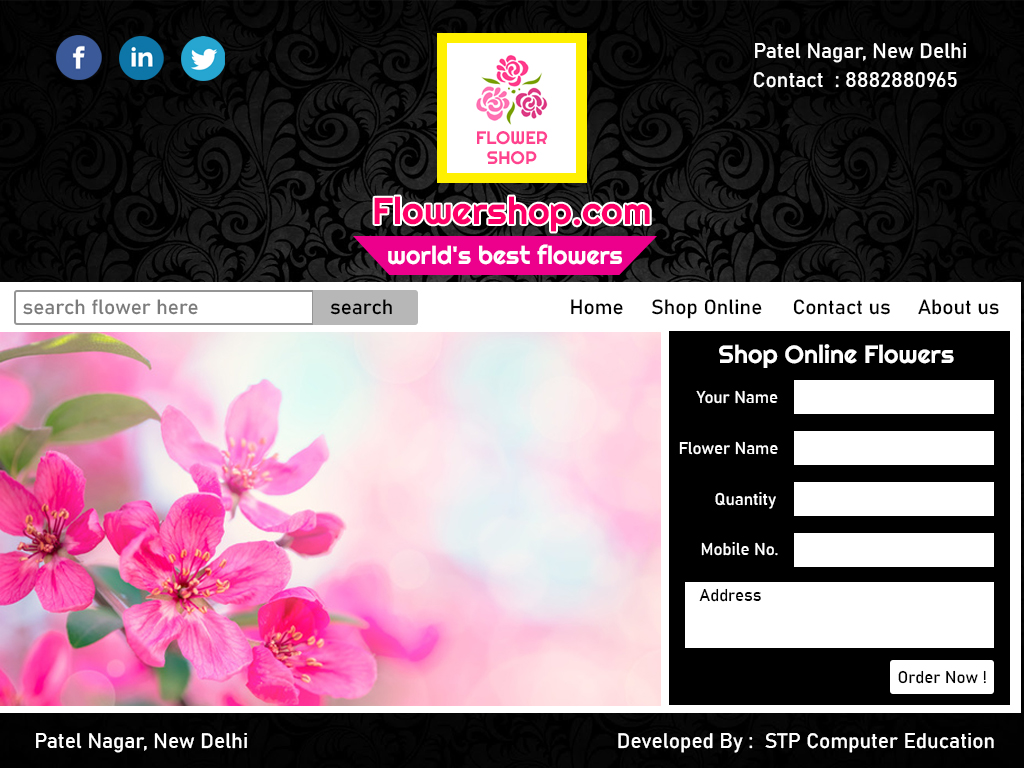 f
in
Patel Nagar, New Delhi
Contact : 8882880965
FLOWER
SHOP
Flowershop.com
world's best flowers
search flower here
search
Home
Shop Online
Contact us
About us
Shop Online Flowers
Your Name
Flower Name
Quantity
Mobile No.
Address
Order Now !
Patel Nagar, New Delhi
Developed By : STP Computer Education